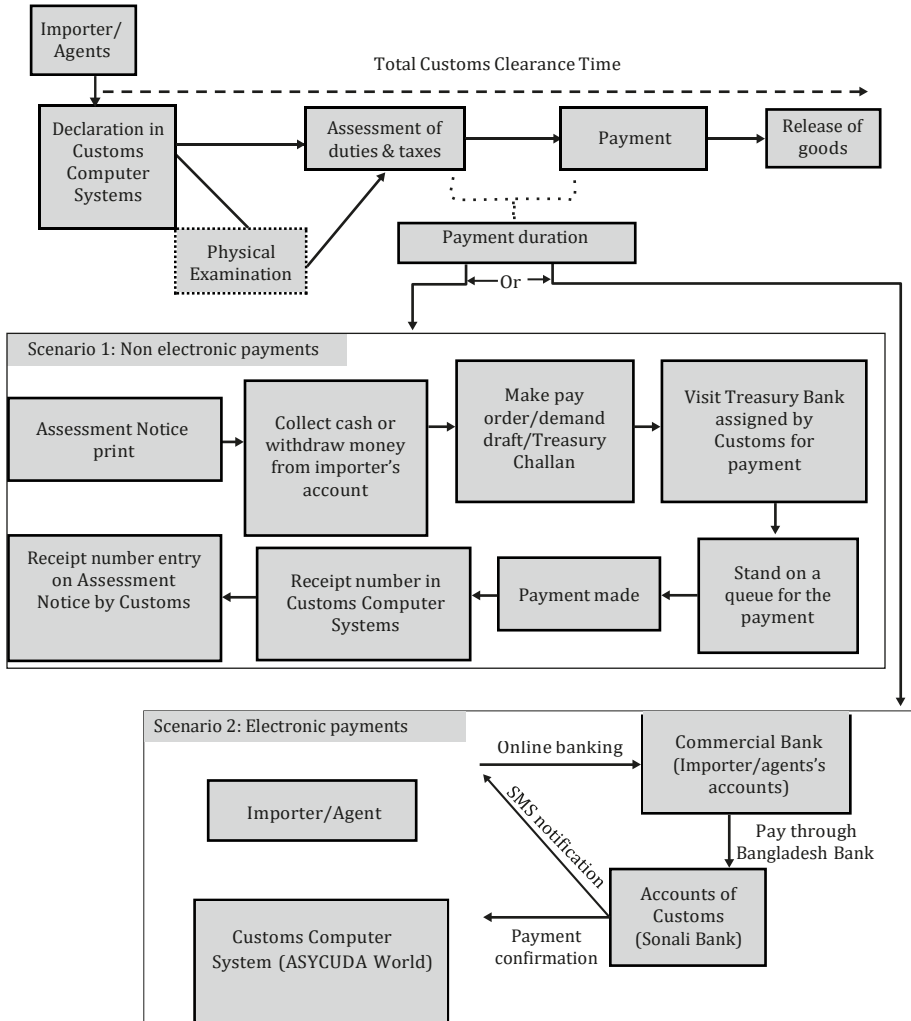 Importer/
Agents
Total Customs Clearance Time
Declaration in
Customs
Computer
Systems
Assessment of
duties & taxes
Payment
Release of
goods
Physical
Examination
Payment duration
Or
Scenario 1: Non electronic payments
Assessment Notice
print
Collect cash or
withdraw money
from importer’s
account
Make pay
order/demand
draft/Treasury
Challan
Visit Treasury Bank
assigned by
Customs for
payment
Stand on a
queue for the
payment
Payment made
Receipt number in
Customs Computer
Systems
Receipt number entry
on Assessment
Notice by Customs
Scenario 2: Electronic payments
Online banking
Commercial Bank
(Importer/agents’s
accounts)
Importer/Agent
SMS notification
Pay through
Bangladesh Bank
Accounts of
Customs
(Sonali Bank)
Payment
confirmation
Customs Computer
System (ASYCUDA World)